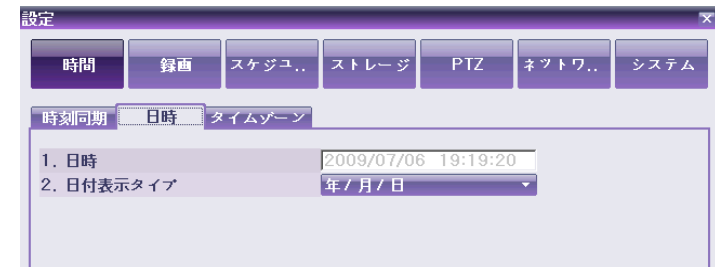 設定
時間 録画 スケジュ.. ストレージ PTZ ネットワ.. システム
時刻同期 日時 タイムゾーン
1. 日時 2009/07/06 19:19:20
2. 日付表示タイプ 年/月/日